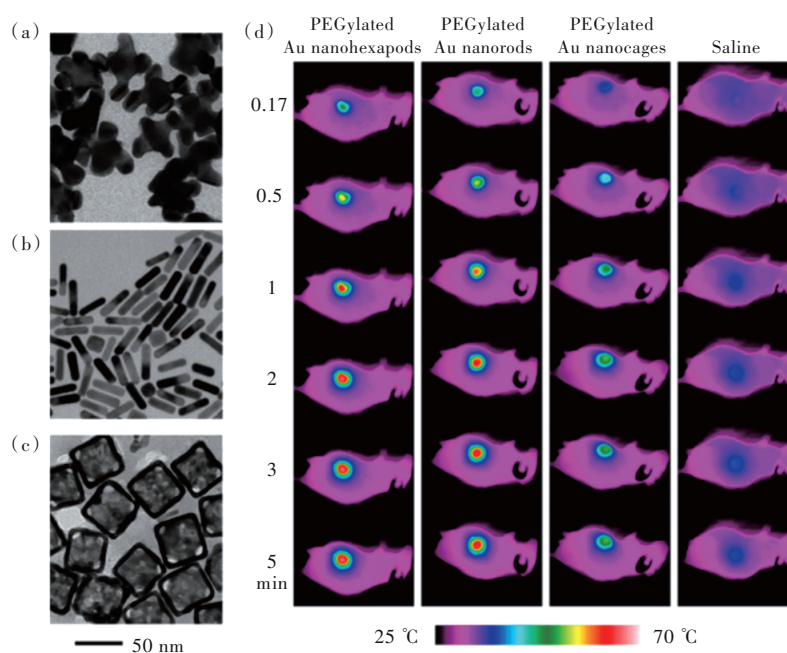 (a)
(b)
(c)
50 nm
(d)
PEGylated
Au nanohexapods
PEGylated
Au nanorods
PEGylated
Au nanocages
Saline
0.17
0.5
1
2
3
5
min
25 ℃
70 ℃